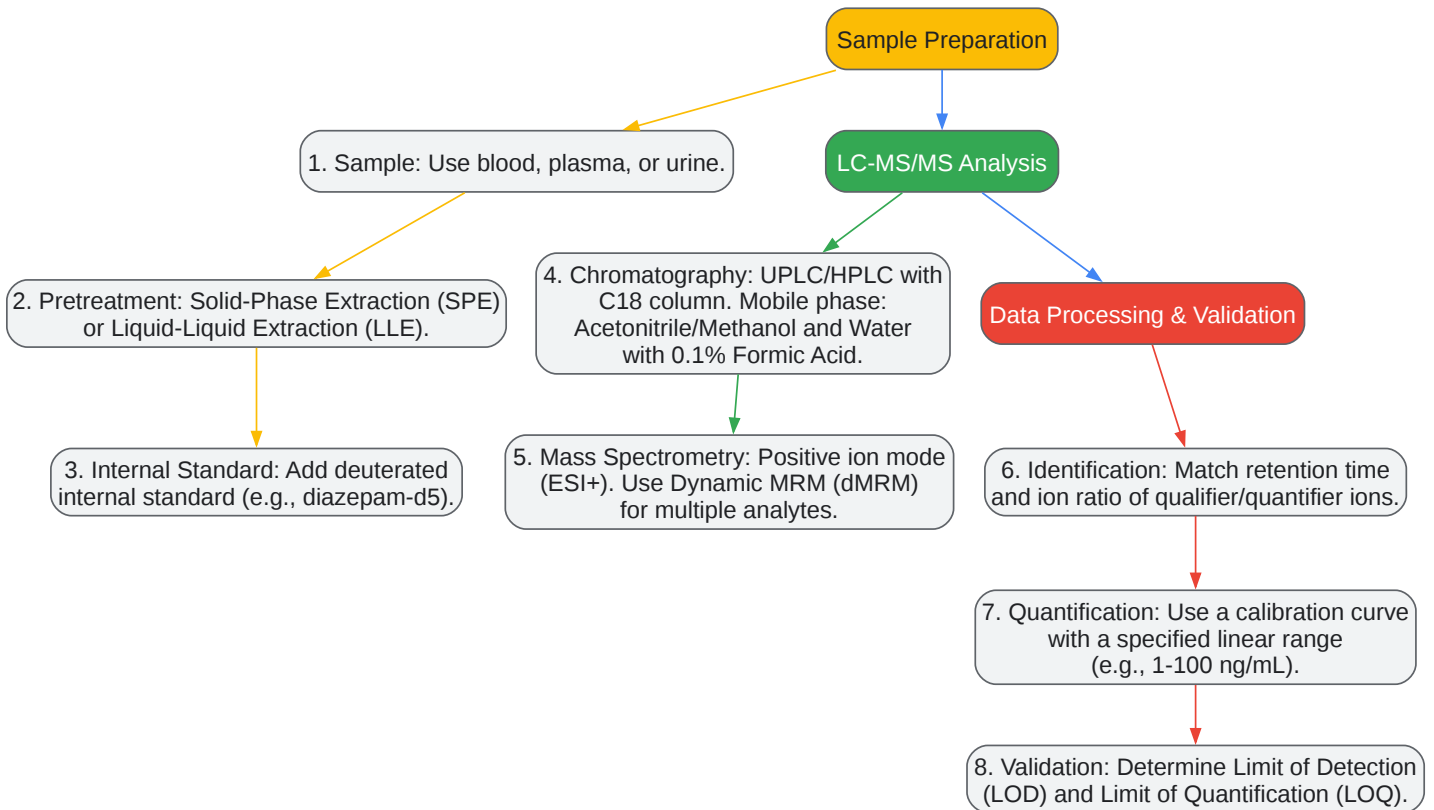 Sample Preparation
1. Sample: Use blood, plasma, or urine.
LC-MS/MS Analysis
2. Pretreatment: Solid-Phase Extraction (SPE)
or Liquid-Liquid Extraction (LLE).
4. Chromatography: UPLC/HPLC with
C18 column. Mobile phase:
Acetonitrile/Methanol and Water
with 0.1% Formic Acid.
Data Processing & Validation
3. Internal Standard: Add deuterated
internal standard (e.g., diazepam-d5).
5. Mass Spectrometry: Positive ion mode
(ESI+). Use Dynamic MRM (dMRM)
for multiple analytes.
6. Identification: Match retention time
and ion ratio of qualifier/quantifier ions.
7. Quantification: Use a calibration curve
with a specified linear range
(e.g., 1-100 ng/mL).
8. Validation: Determine Limit of Detection
(LOD) and Limit of Quantification (LOQ).